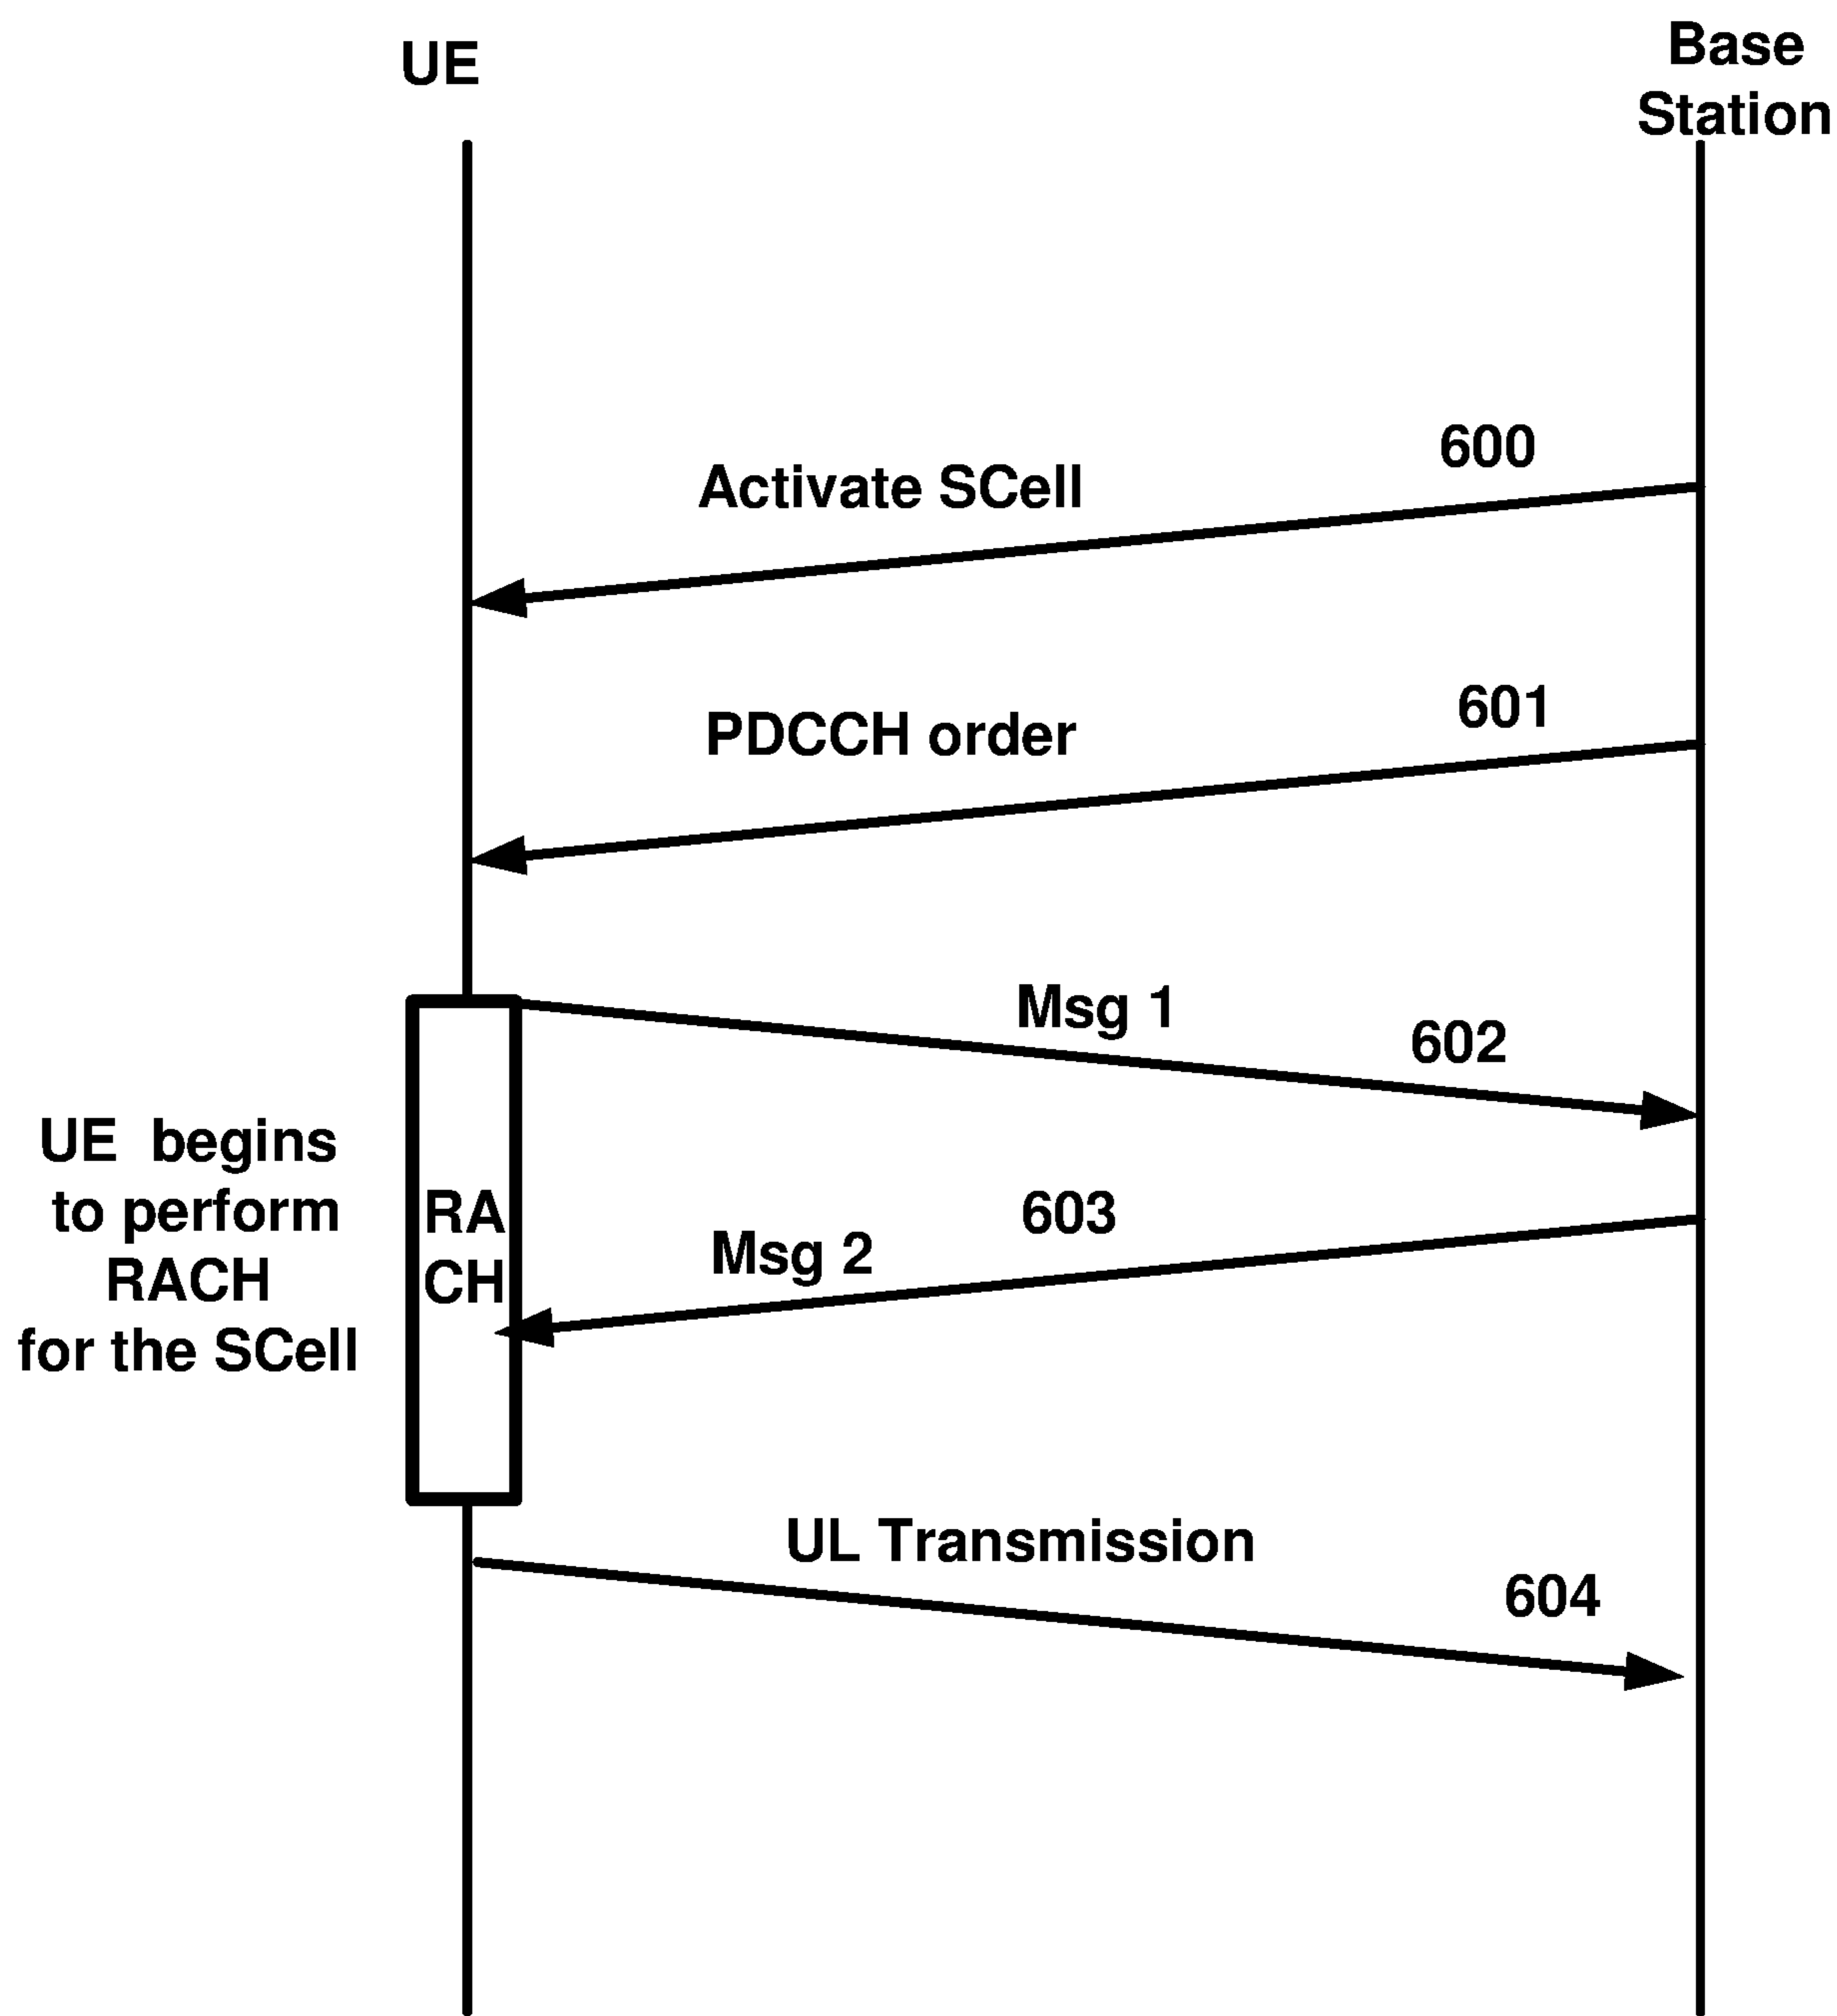 UE
Base
Station
600
Activate SCell
601
PDCCH order
Msg 1
602
UE begins
to perform
RACH
for the SCell
RA
CH
603
Msg 2
UL Transmission
604